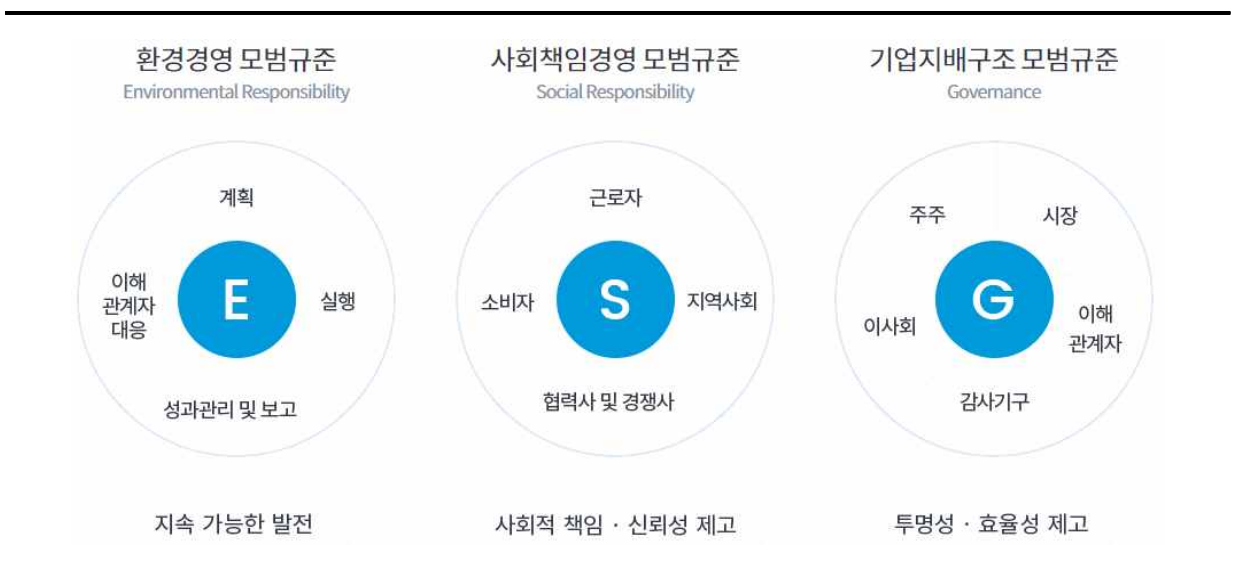 환경경영 모범규준
Environmental Responsibility
계획
이해
관계자
대응
E
실행
성과관리 및 보고
지속 가능한 발전
사회책임경영 모범규준
Social Responsibility
근로자
소비자
S
지역사회
협력사 및 경쟁사
사회적 책임 · 신뢰성 제고
기업지배구조 모범규준
Governance
주주
시장
이사회
G
이해
관계자
감사기구
투명성 · 효율성 제고